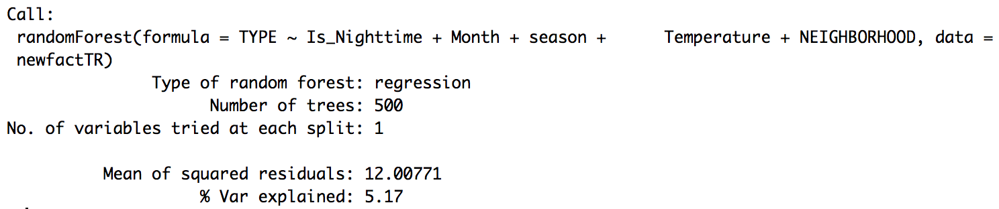 Call:
 randomForest(formula = TYPE ~ Is_Nighttime + Month + season +      Temperature + NEIGHBORHOOD, data =
 newfactTR)
               Type of random forest: regression
                     Number of trees: 500
No. of variables tried at each split: 1

          Mean of squared residuals: 12.00771
                    % Var explained: 5.17